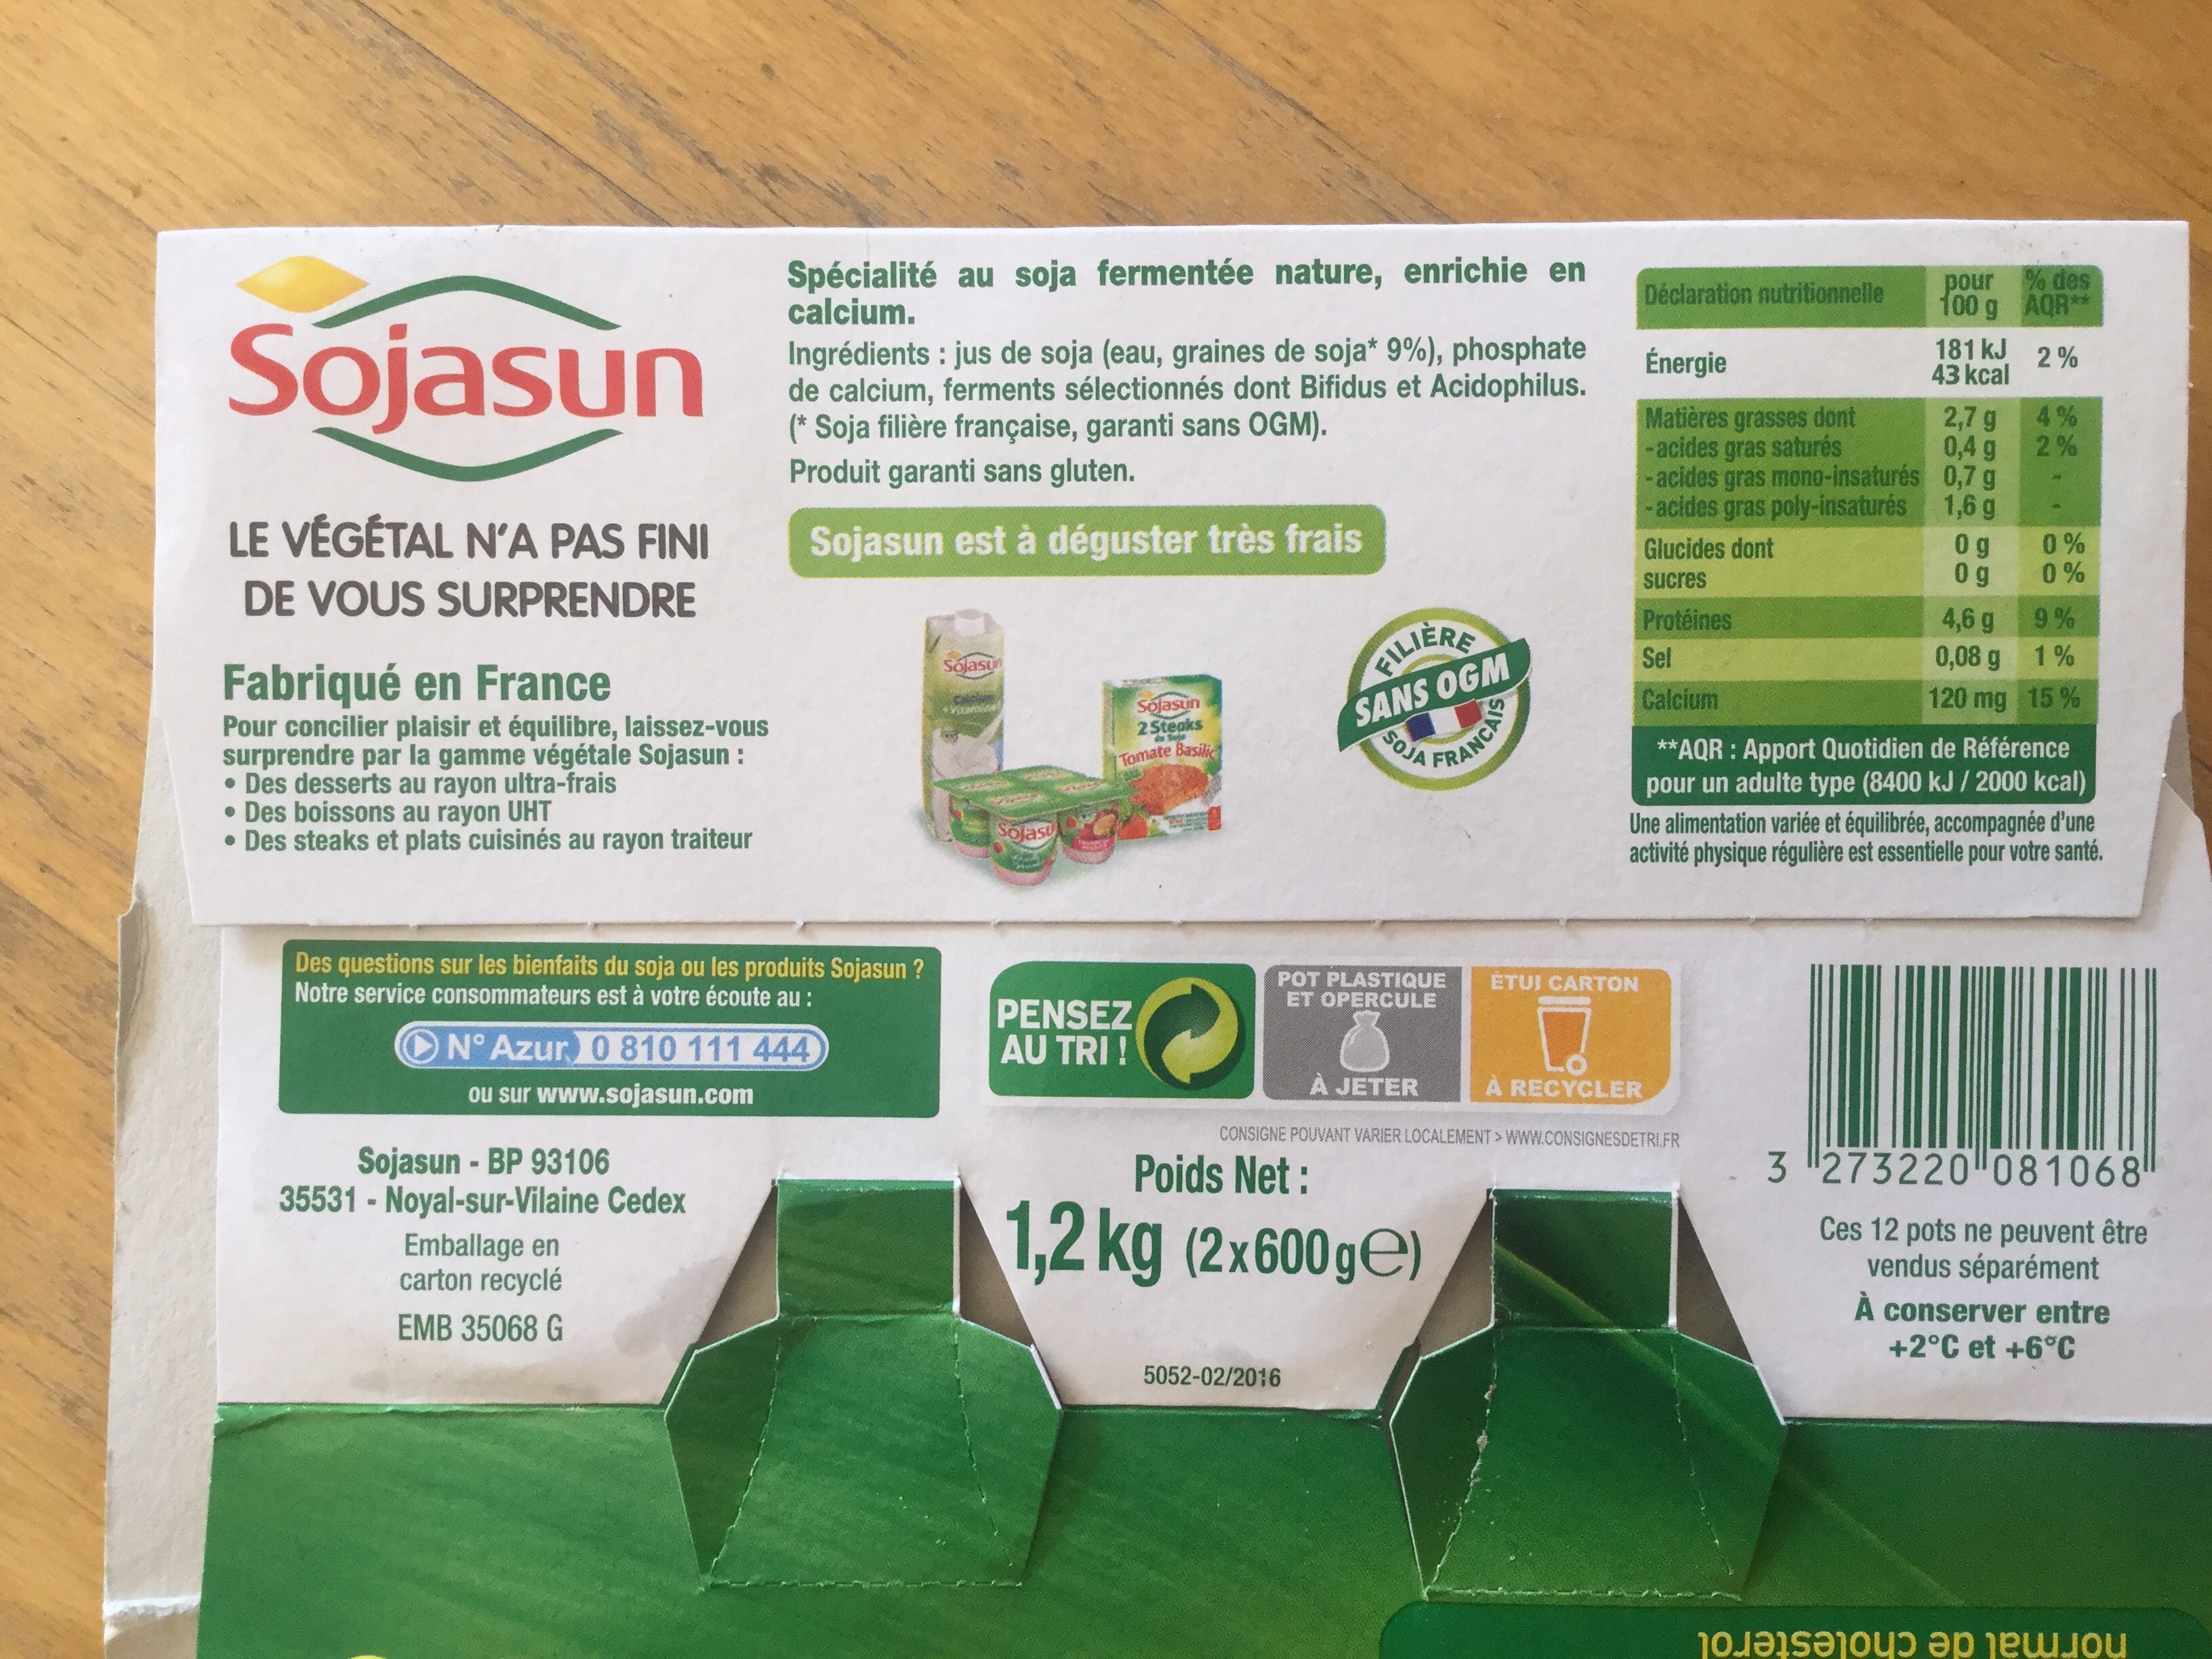 Sojasun
LE VÉGÉTAL N'A PAS FINI
DE VOUS SURPRENDRE
Fabriqué en France
Pour concilier plaisir et équilibre, laissez-vous
surprendre par la gamme végétale Sojasun :
• Des desserts au rayon ultra-frais
• Des boissons au rayon UHT
• Des steaks et plats cuisinés au rayon traiteur
Spécialité au soja fermentée nature, enrichie en
calcium.
Ingrédients : jus de soja (eau, graines de soja* 9%), phosphate
de calcium, ferments sélectionnés dont Bifidus et Acidophilus.
(* Soja filière française, garanti sans OGM).
Produit garanti sans gluten.
Sojasun est à déguster très frais
Sojasun
Calcium
Sojasun
2 Steaks
de Soja
Tomate Basilic
Sojasun
FILIÈRE
SANS OGM
SOJA FRANÇAIS
Déclaration nutritionnelle pour 100 g % des AQR**
Énergie 181 kJ 43 kcal 2 %
Matières grasses dont 2,7 g 4 %
- acides gras saturés 0,4 g 2 %
- acides gras mono-insaturés 0,7 g -
- acides gras poly-insaturés 1,6 g -
Glucides dont 0 g 0 %
sucres 0 g 0 %
Protéines 4,6 g 9 %
Sel 0,08 g 1 %
Calcium 120 mg 15 %
**AQR : Apport Quotidien de Référence
pour un adulte type (8400 kJ / 2000 kcal)
Une alimentation variée et équilibrée, accompagnée d'une
activité physique régulière est essentielle pour votre santé.
Des questions sur les bienfaits du soja ou les produits Sojasun ?
Notre service consommateurs est à votre écoute au :
N° Azur 0 810 111 444
ou sur www.sojasun.com
Sojasun - BP 93106
35531 - Noyal-sur-Vilaine Cedex
Emballage en
carton recyclé
EMB 35068 G
PENSEZ
AU TRI !
POT PLASTIQUE
ET OPERCULE
À JETER
ÉTUI CARTON
À RECYCLER
CONSIGNE POUVANT VARIER LOCALEMENT > WWW.CONSIGNESDETRI.FR
Poids Net :
1,2 kg (2x600g℮)
5052-02/2016
3 273220 081068
Ces 12 pots ne peuvent être
vendus séparément
À conserver entre
+2°C et +6°C
normal de cholesterol